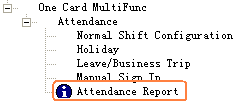 One Card MultiFunc
Attendance
Normal Shift Configuration
Holiday
Leave/Business Trip
Manual Sign In
Attendance Report